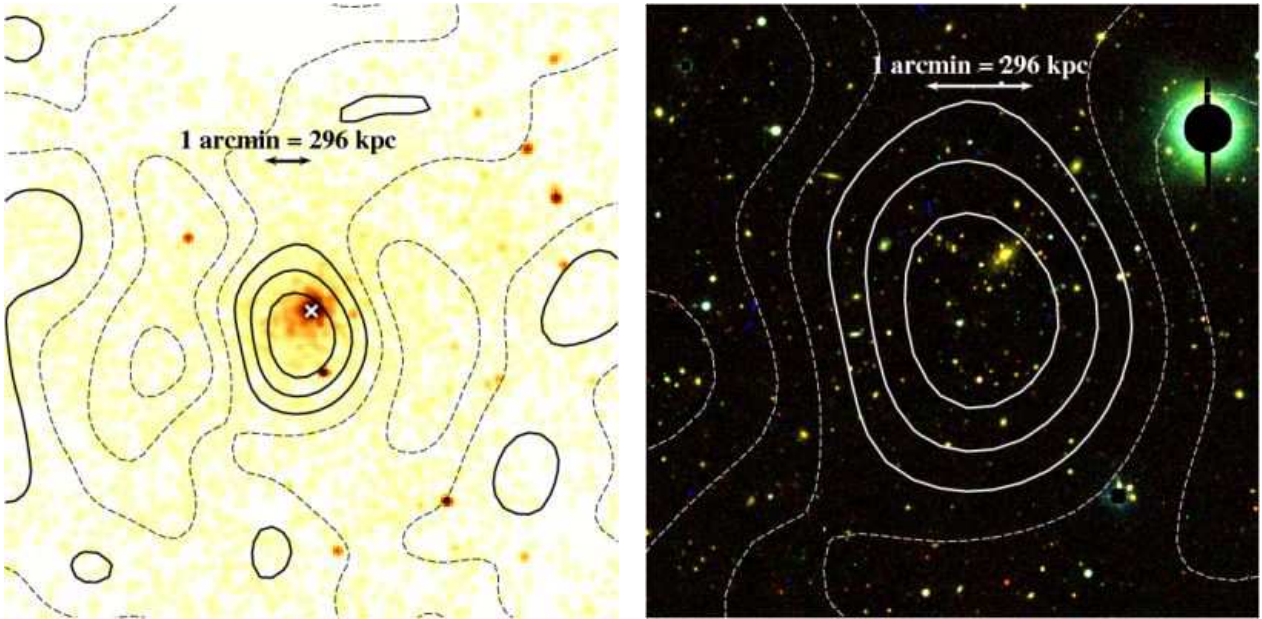 1 arcmin = 296 kpc
1 arcmin = 296 kpc